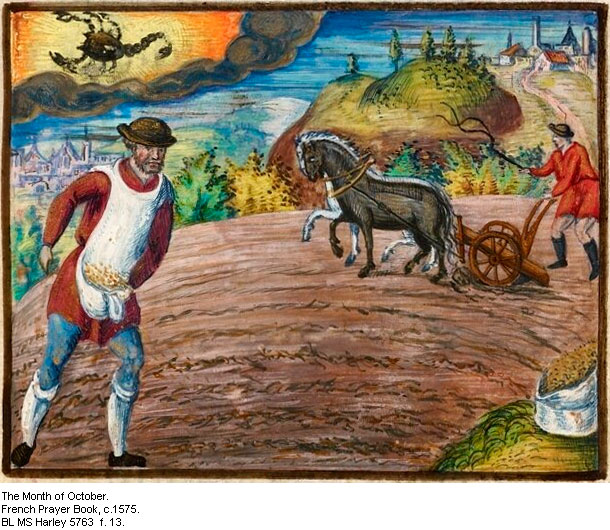 The Month of October.
French Prayer Book, c.1575.
BL MS Harley 5763 f. 13.